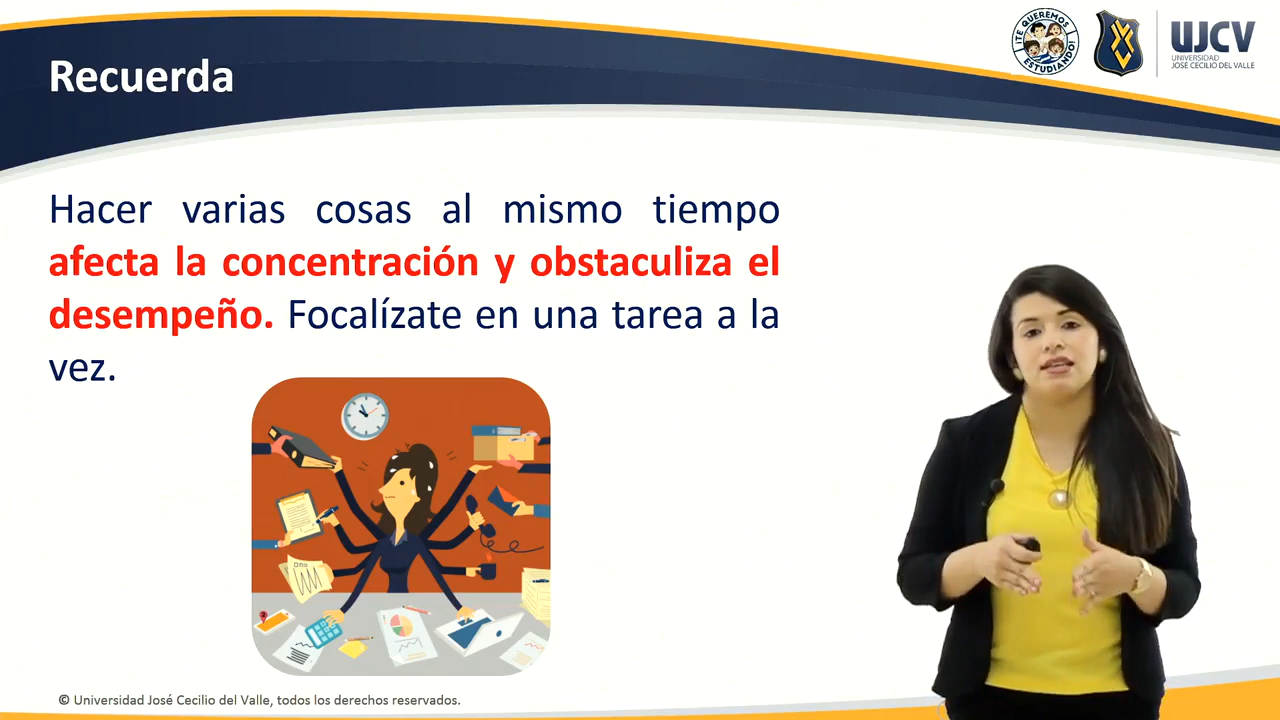 Recuerda
¡TE QUEREMOS
ESTUDIANDO!
UJCV
UNIVERSIDAD
JOSÉ CECILIO DEL VALLE
Hacer varias cosas al mismo tiempo
afecta la concentración y obstaculiza el
desempeño. Focalízate en una tarea a la
vez.
© Universidad José Cecilio del Valle, todos los derechos reservados.